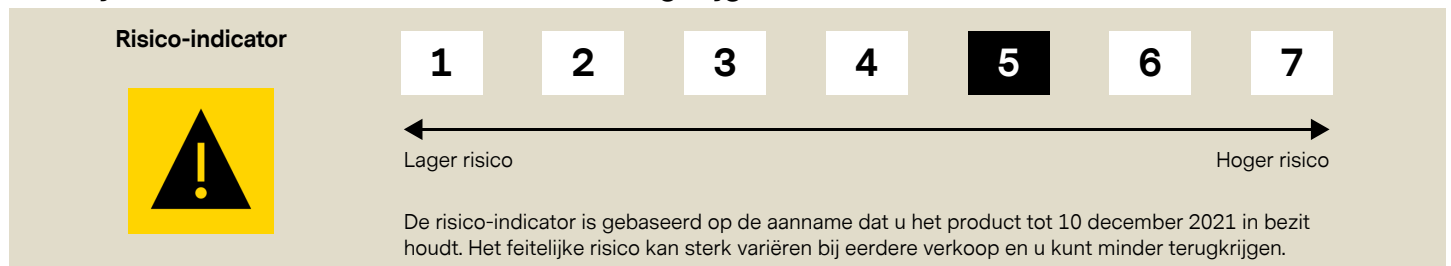 Risico-indicator
1 2 3 4 5 6 7
Lager risico Hoger risico
De risico-indicator is gebaseerd op de aanname dat u het product tot 10 december 2021 in bezit
houdt. Het feitelijke risico kan sterk variëren bij eerdere verkoop en u kunt minder terugkrijgen.